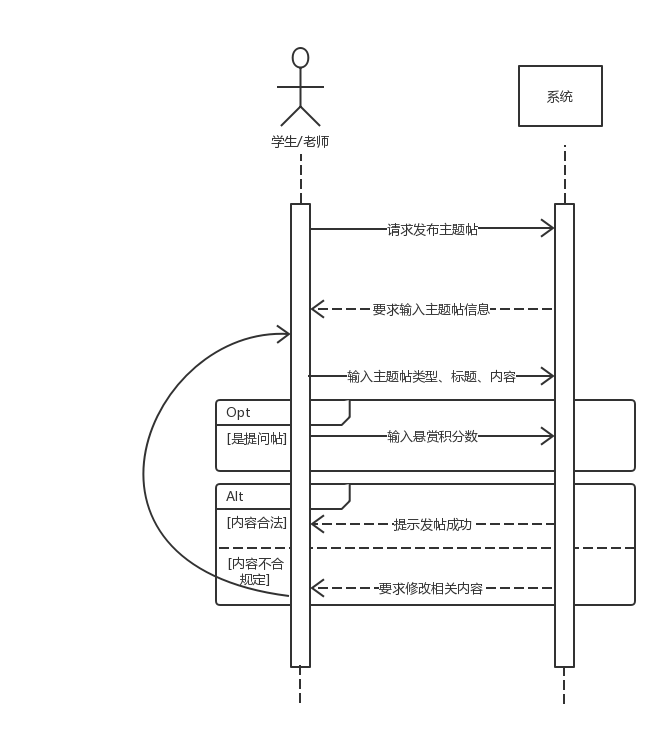 系统
学生/老师
请求发布主题帖
要求输入主题帖信息
输入主题帖类型、标题、内容
Opt
[是提问帖]
输入悬赏积分数
Alt
[内容合法]
提示发帖成功
[内容不合
规定]
要求修改相关内容